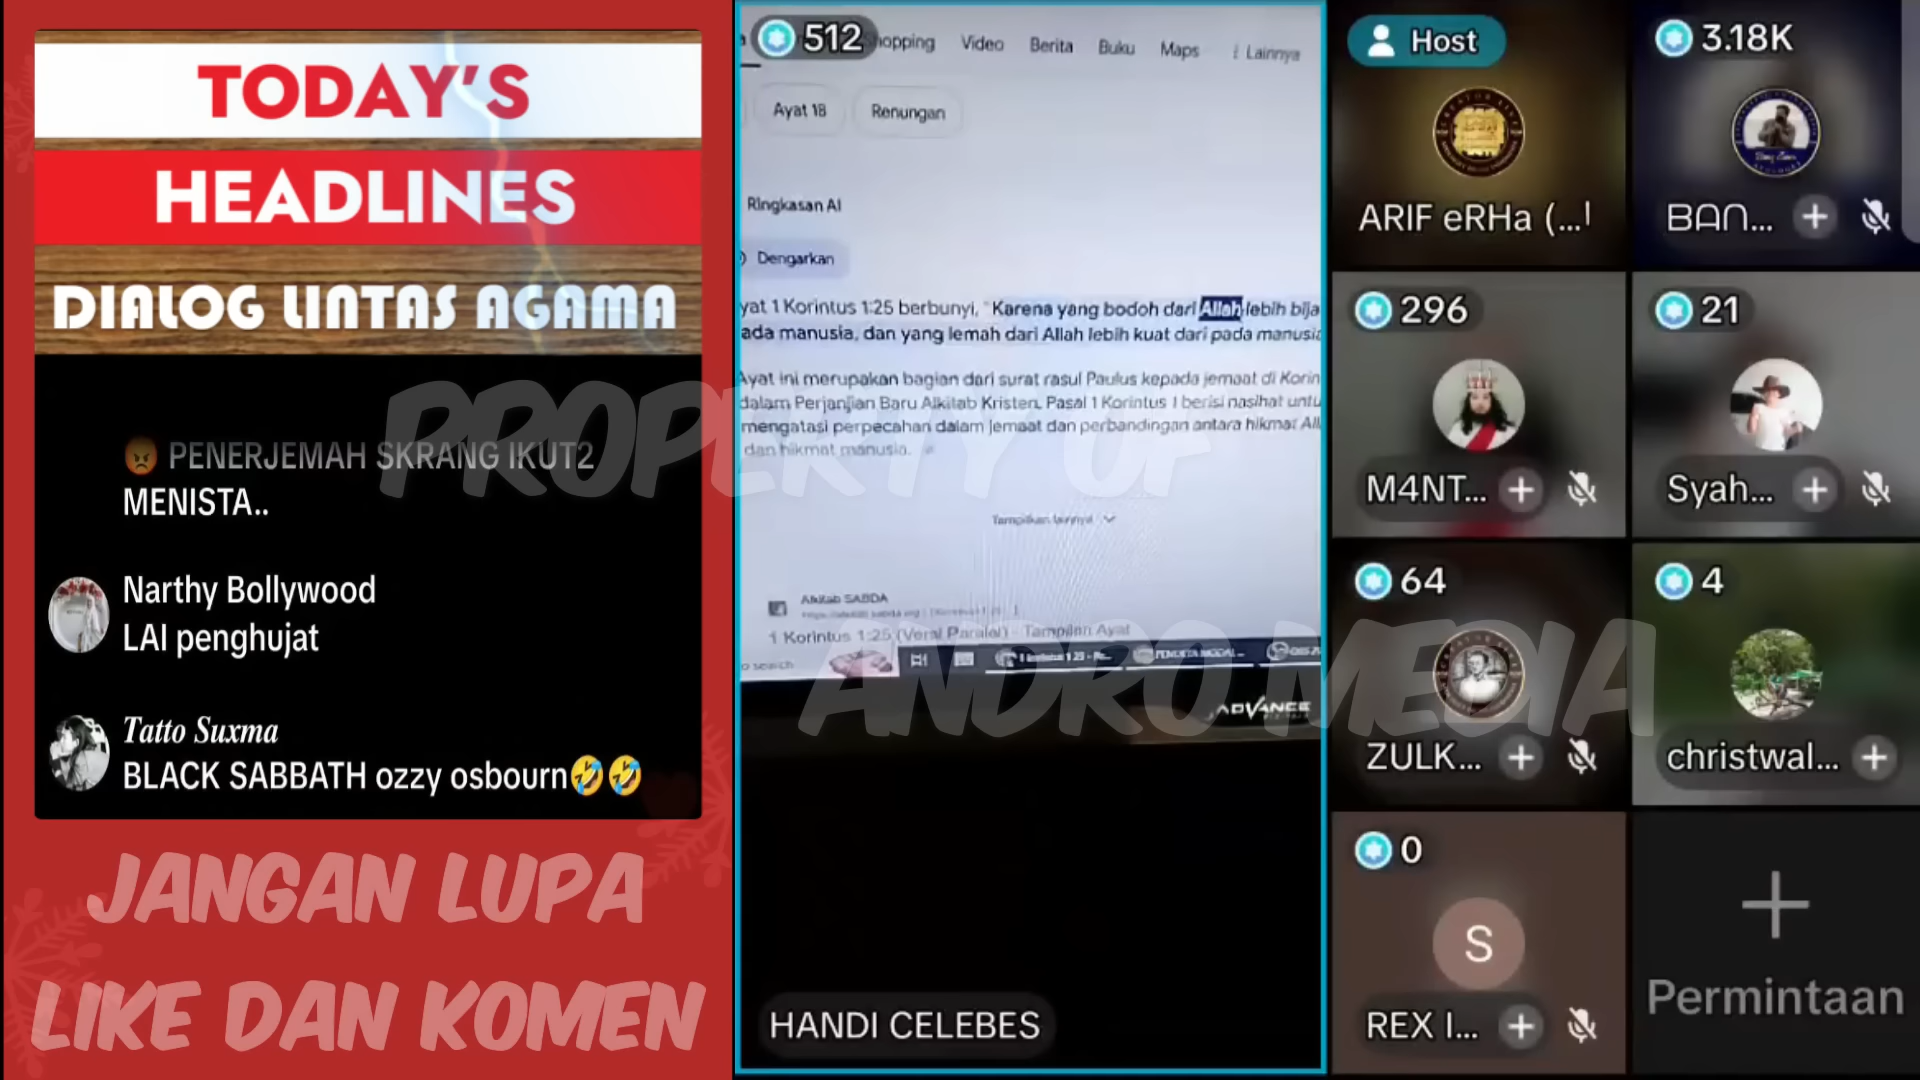 TODAY'S
HEADLINES
DIALOG LINTAS AGAMA
😡 PENERJEMAH SKRANG IKUT2
MENISTA..
Narthy Bollywood
LAI penghujat
Tatto Suxma
BLACK SABBATH ozzy osbourn🤣🤣
JANGAN LUPA
LIKE DAN KOMEN
PROPERTY OF
ANDRO MEDIA
512
hopping Video Berita Buku Maps Lainnya
Ayat 18 Renungan
Ringkasan AI
Dengarkan
yat 1 Korintus 1:25 berbunyi, "Karena yang bodoh dari Allah lebih bija
ada manusia, dan yang lemah dari Allah lebih kuat dari pada manusia
Ayat ini merupakan bagian dari surat rasul Paulus kepada jemaat di Korin
dalam Perjanjian Baru Alkitab Kristen. Pasal 1 Korintus 1 berisi nasihat untu
mengatasi perpecahan dalam jemaat dan perbandingan antara hikmat All
dan hikmat manusia.
Tampilkan lainnya
Alkitab SABDA
1 Korintus 1:25 (Versi Paralel) - Tampilan Ayat
ADVANCE
HANDI CELEBES
Host
ARIF eRHa (...
3.18K
BAN...
296
M4NT...
21
Syah...
64
ZULK...
4
christwal...
0
S
REX I...
Permintaan